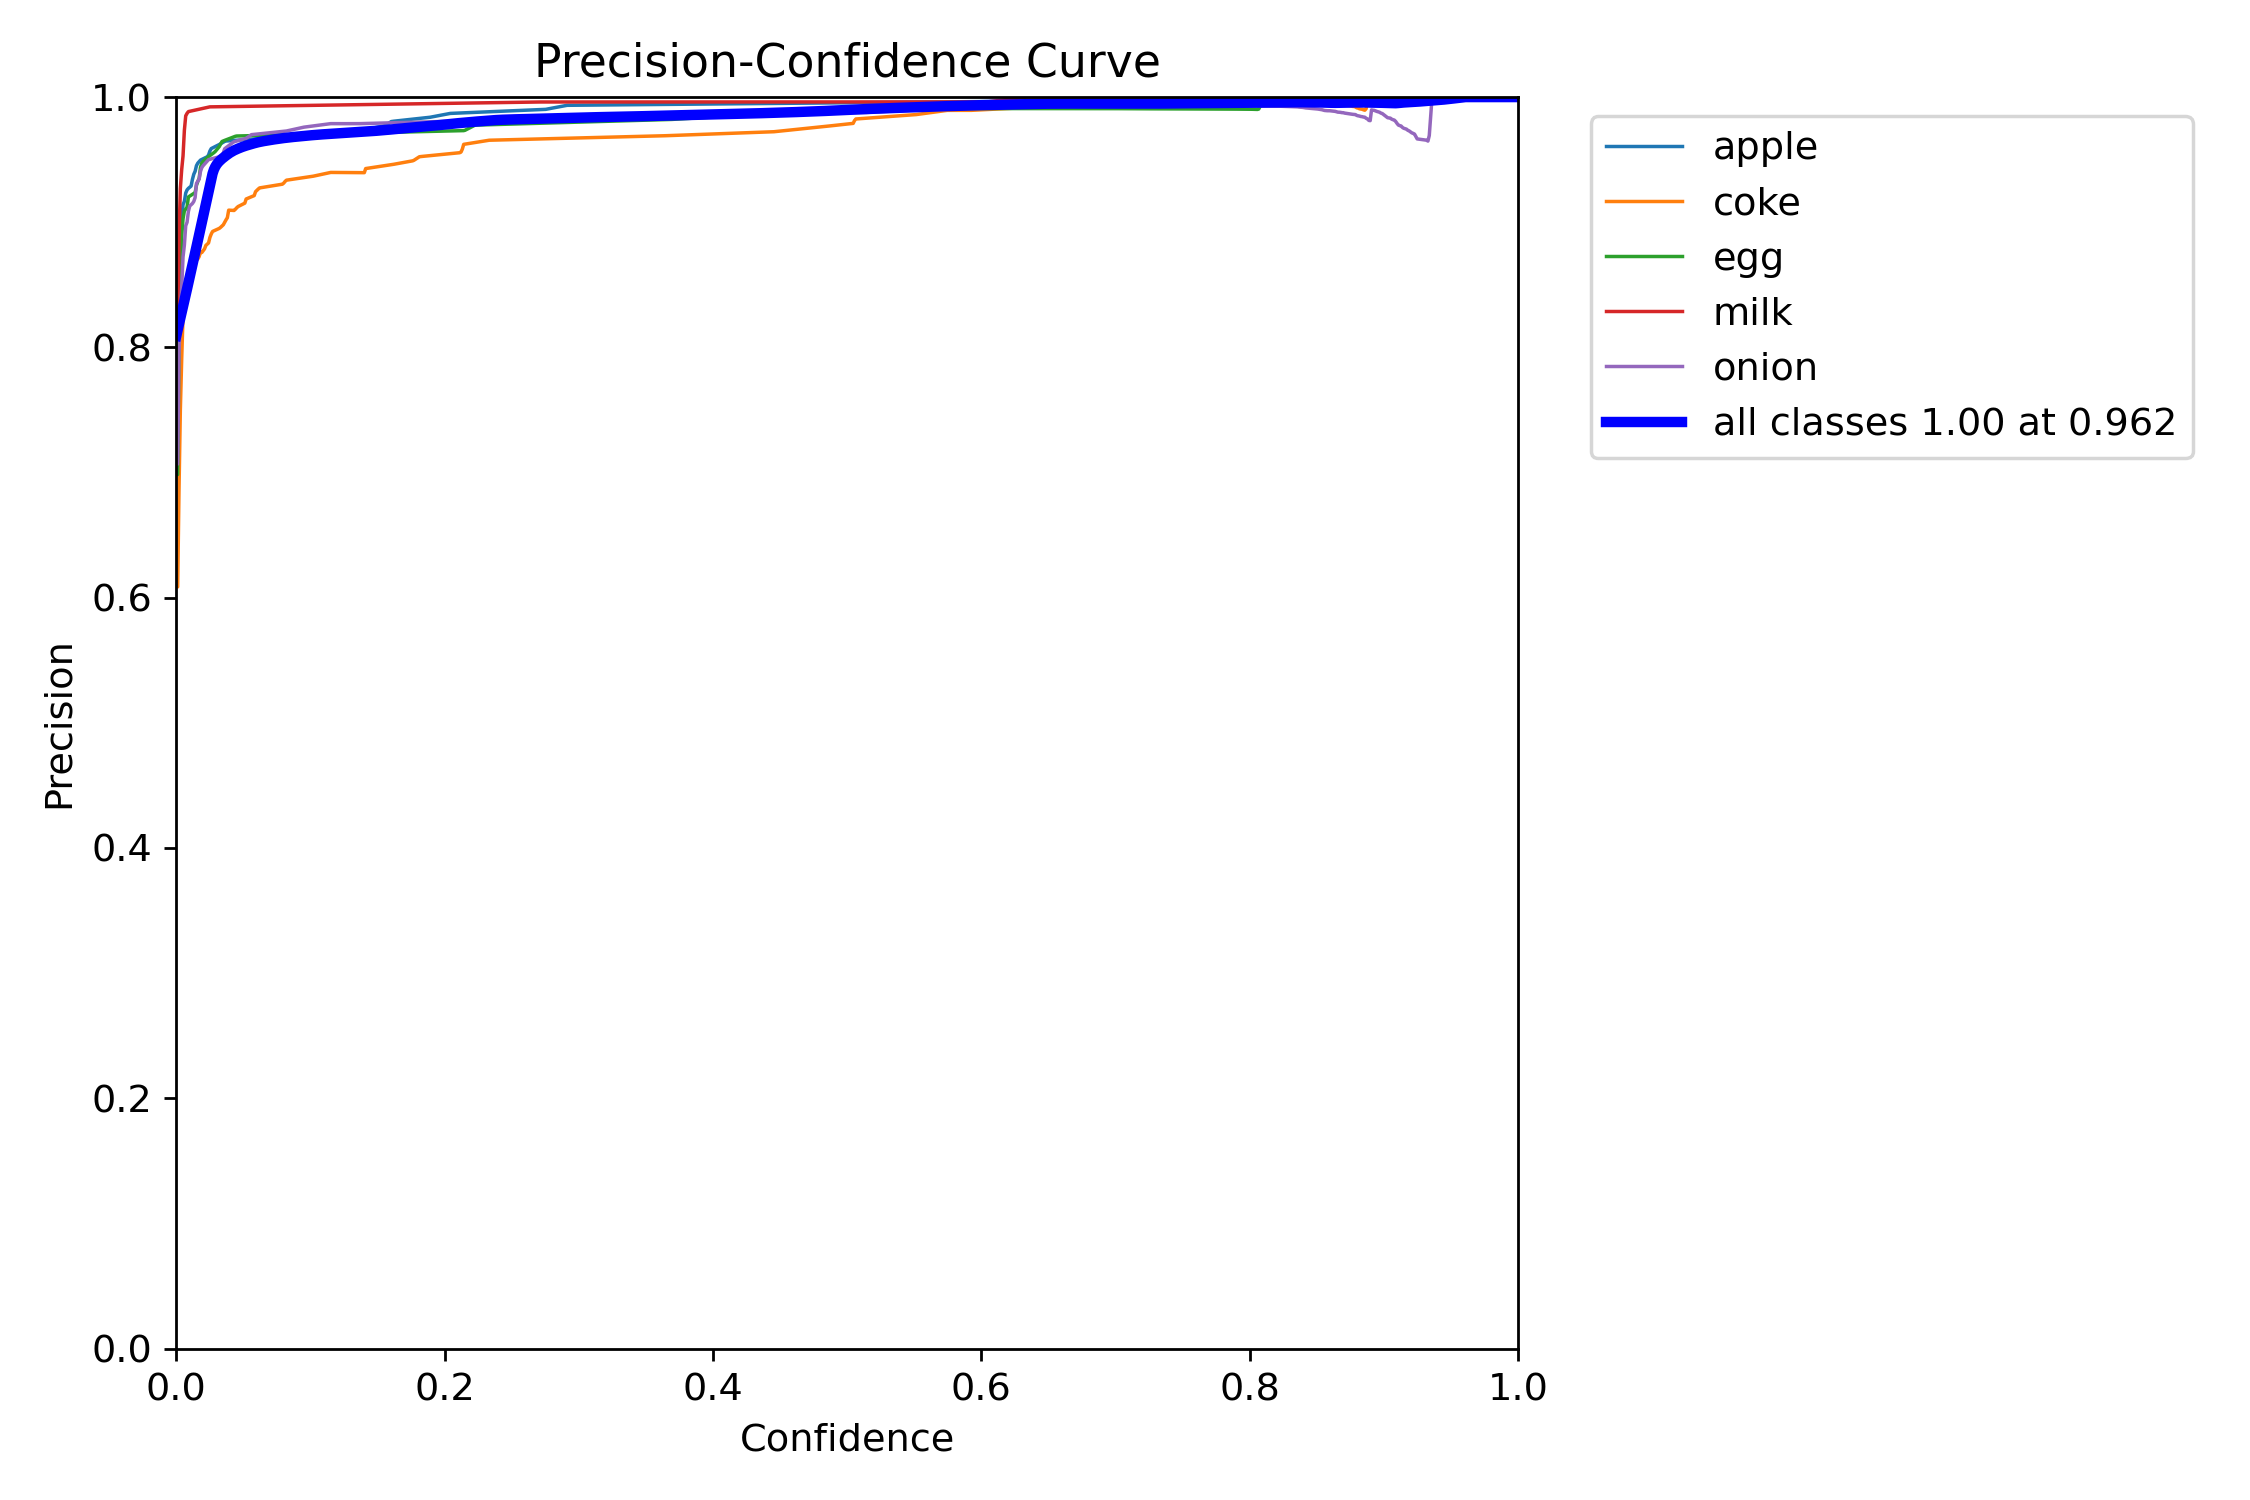 Precision-Confidence Curve
1.0
0.8
0.6
0.4
0.2
0.0
Precision
0.0 0.2 0.4 0.6 0.8 1.0
Confidence
apple
coke
egg
milk
onion
all classes 1.00 at 0.962